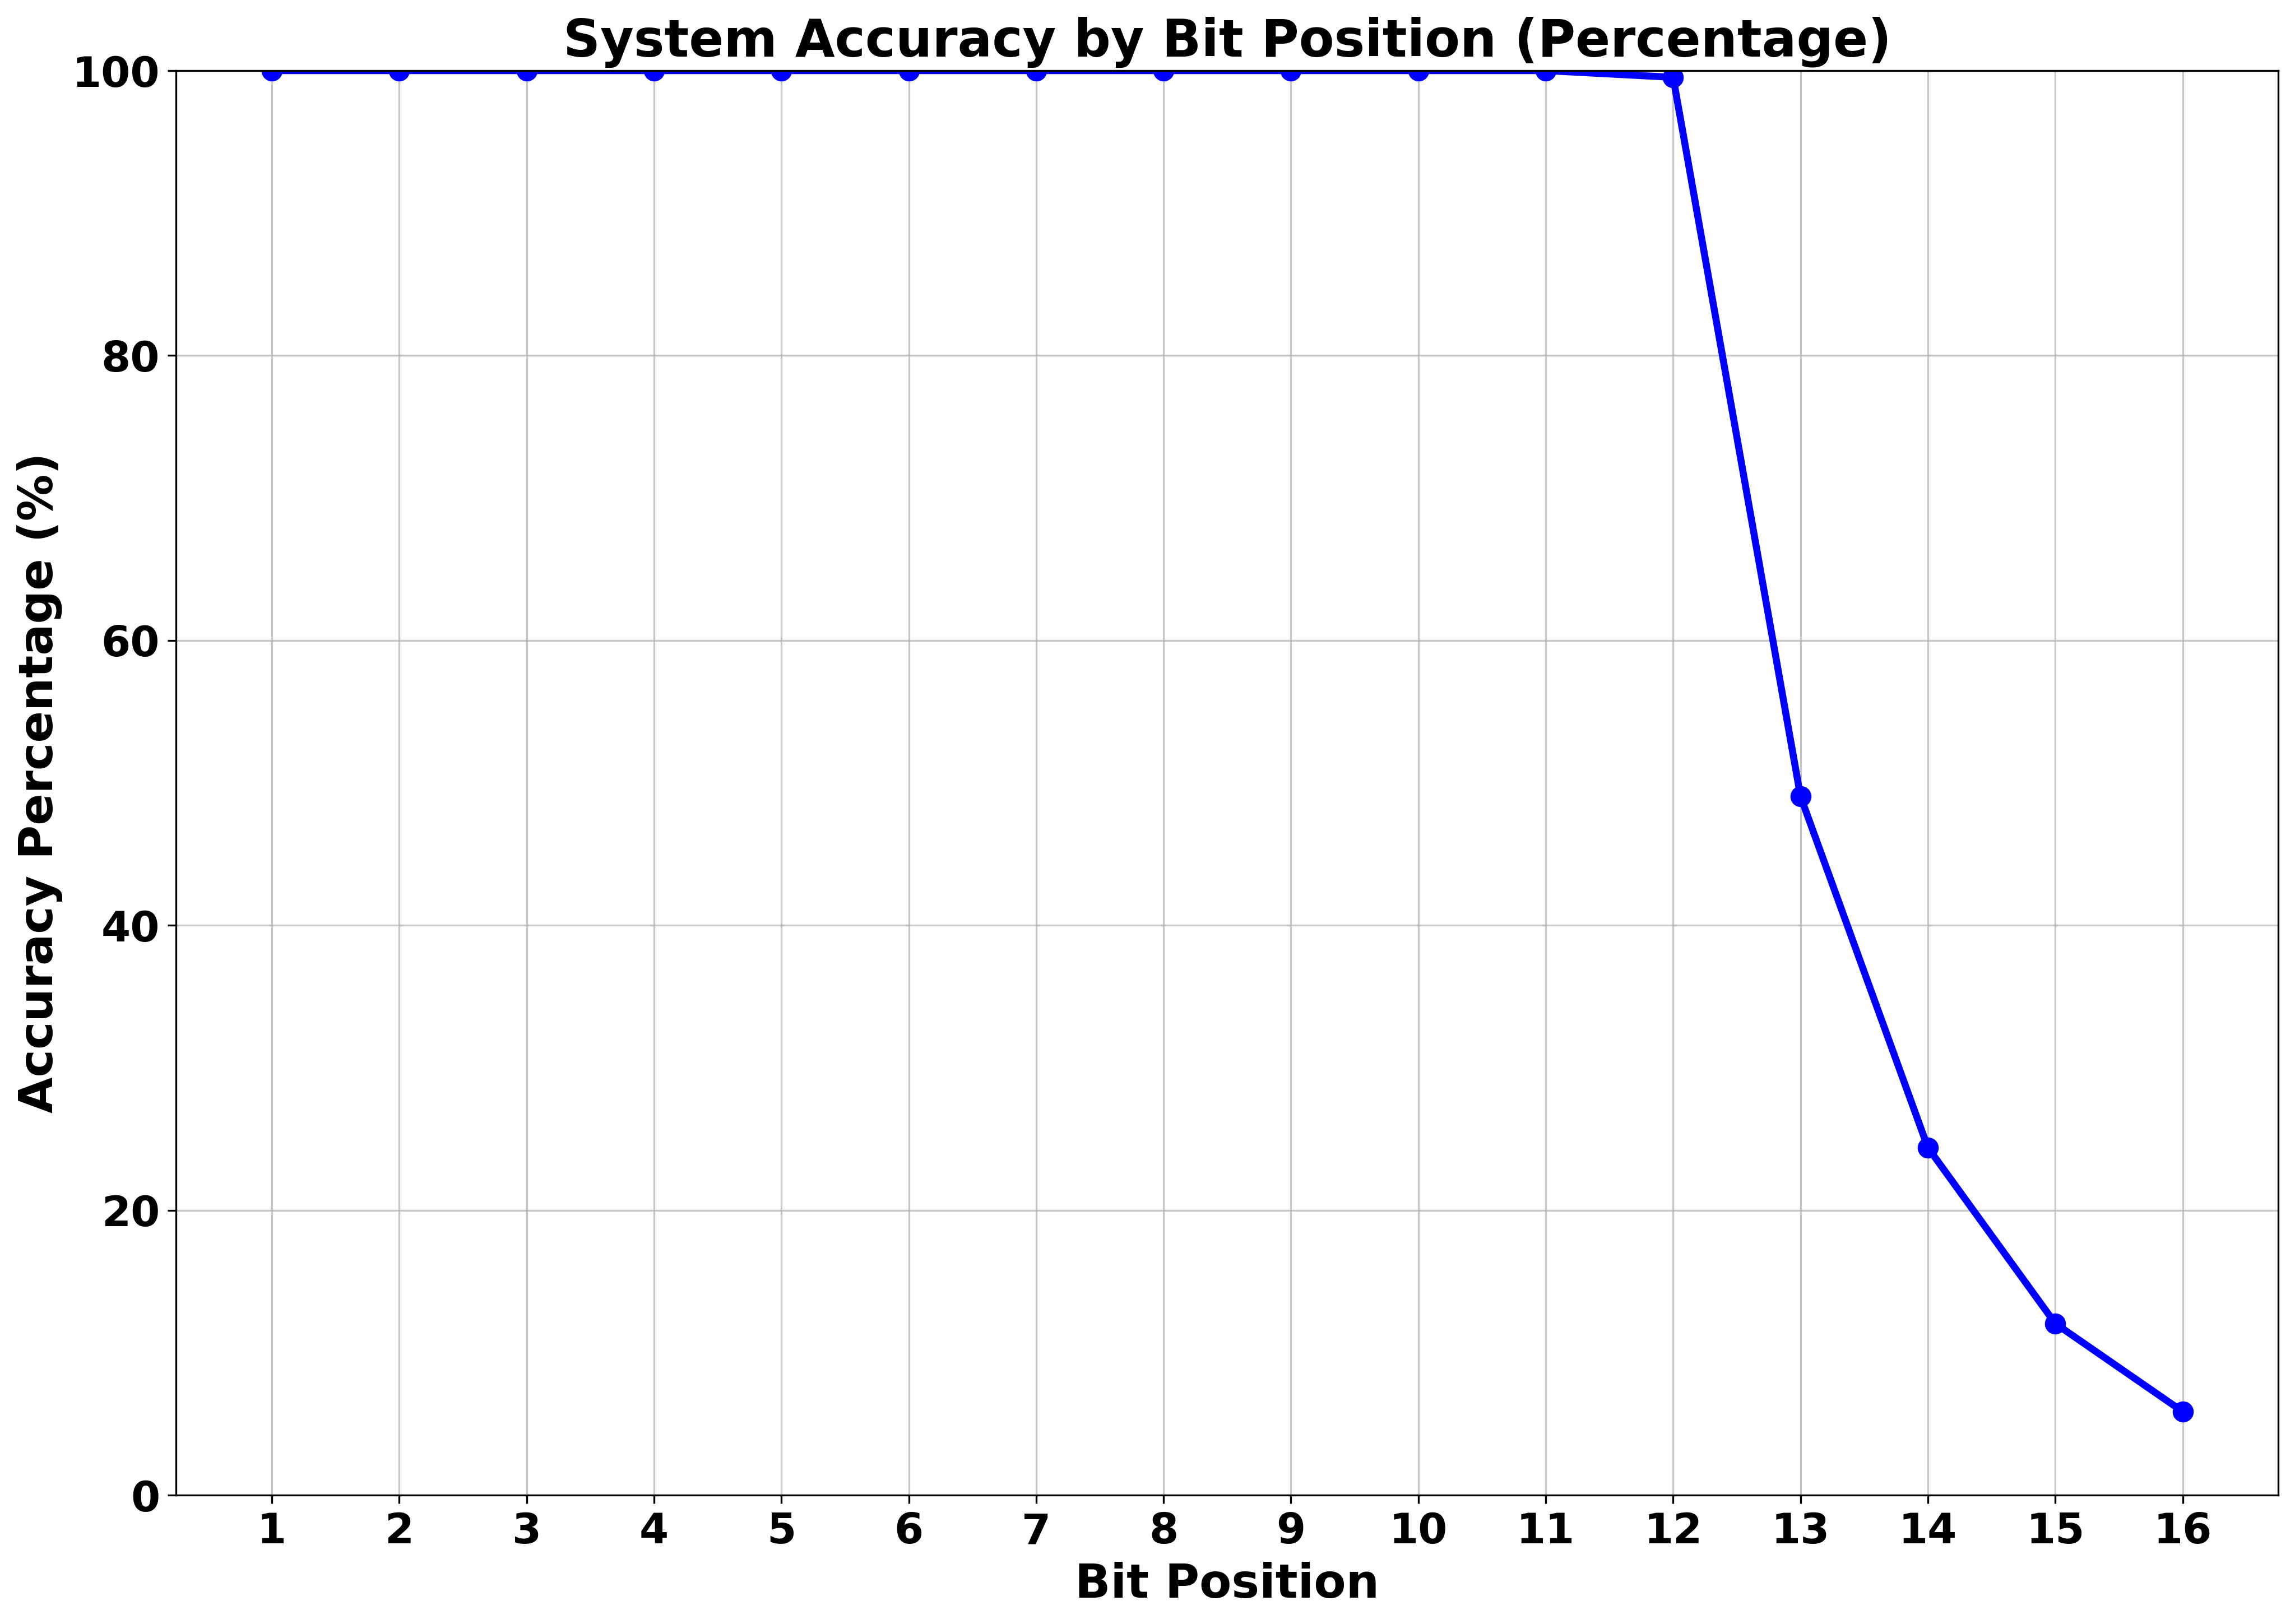 System Accuracy by Bit Position (Percentage)
Accuracy Percentage (%)
100
80
60
40
20
0
1 2 3 4 5 6 7 8 9 10 11 12 13 14 15 16
Bit Position